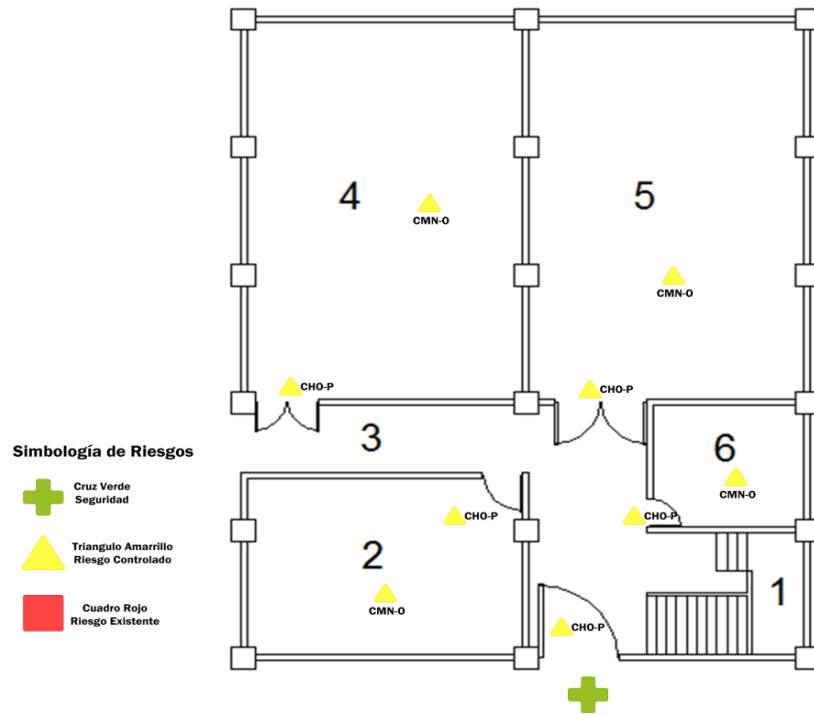 4
CMN-O
5
CMN-O
CHO-P
CHO-P
3
6
CMN-O
CHO-P
CHO-P
2
CMN-O
1
CHO-P
Simbología de Riesgos
Cruz Verde
Seguridad
Triangulo Amarrillo
Riesgo Controlado
Cuadro Rojo
Riesgo Existente